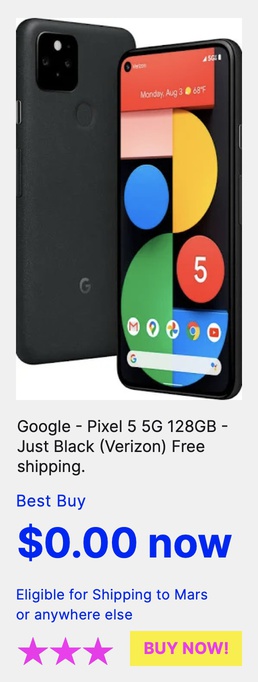 Verizon
5G
Monday, Aug 3 68°F
5
G
Google - Pixel 5 5G 128GB -
Just Black (Verizon) Free
shipping.
Best Buy
$0.00 now
Eligible for Shipping to Mars
or anywhere else
BUY NOW!